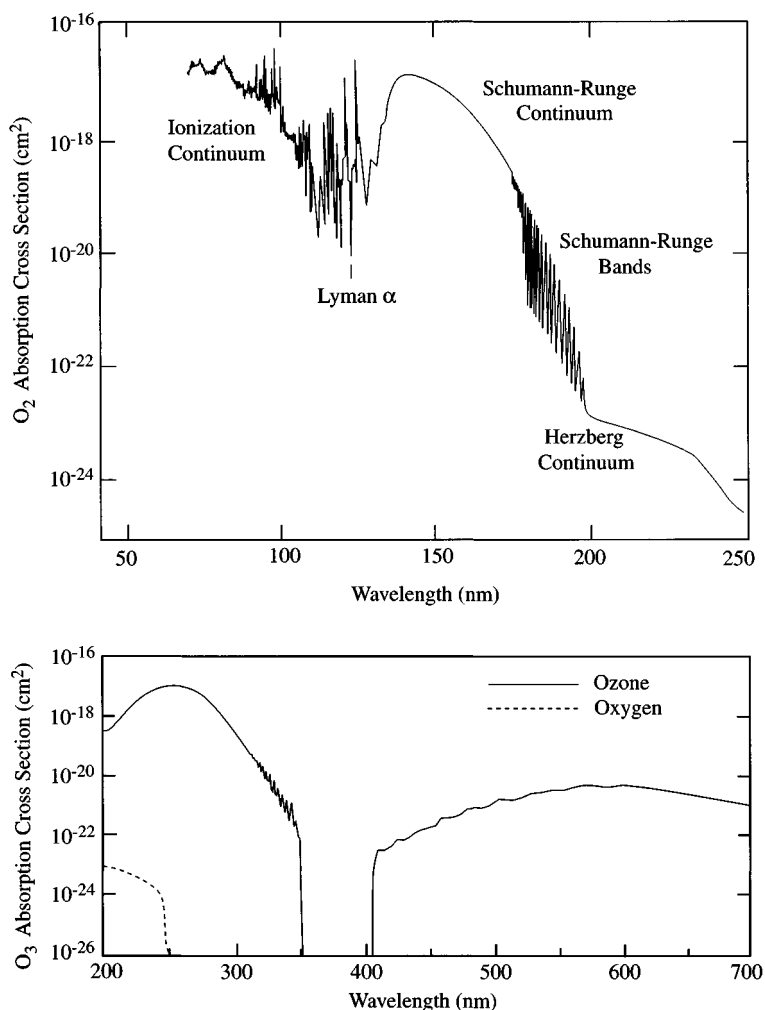 O₂ Absorption Cross Section (cm²)
10⁻¹⁶
10⁻¹⁸
10⁻²⁰
10⁻²²
10⁻²⁴
Ionization
Continuum
Lyman α
Schumann-Runge
Continuum
Schumann-Runge
Bands
Herzberg
Continuum
50
100
150
200
250
Wavelength (nm)
O₃ Absorption Cross Section (cm²)
10⁻¹⁶
10⁻¹⁸
10⁻²⁰
10⁻²²
10⁻²⁴
10⁻²⁶
Ozone
Oxygen
200
300
400
500
600
700
Wavelength (nm)